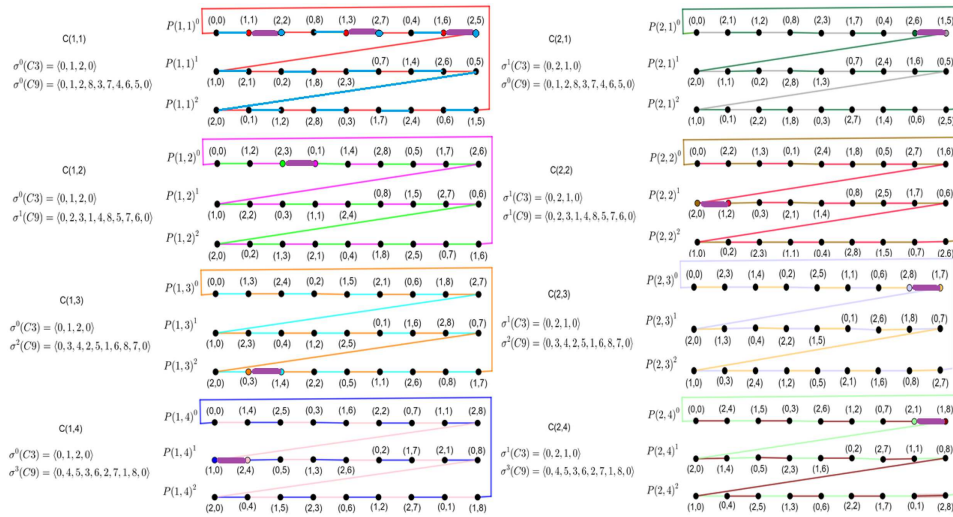 C(1,1)
σ⁰(C3) = ⟨0,1,2,0⟩
σ⁰(C9) = ⟨0,1,2,8,3,7,4,6,5,0⟩
P(1,1)⁰ (0,0) (1,1) (2,2) (0,8) (1,3) (2,7) (0,4) (1,6) (2,5)
P(1,1)¹ (0,7) (1,4) (2,6) (0,5)
(1,0) (2,1) (0,2) (1,8) (2,3)
P(1,1)²
(2,0) (0,1) (1,2) (2,8) (0,3) (1,7) (2,4) (0,6) (1,5)
C(2,1)
σ¹(C3) = ⟨0,2,1,0⟩
σ⁰(C9) = ⟨0,1,2,8,3,7,4,6,5,0⟩
P(2,1)⁰ (0,0) (2,1) (1,2) (0,8) (2,3) (1,7) (0,4) (2,6) (1,5)
P(2,1)¹ (0,7) (2,4) (1,6) (0,5)
(2,0) (1,1) (0,2) (2,8) (1,3)
P(2,1)²
(1,0) (0,1) (2,2) (1,8) (0,3) (2,7) (1,4) (0,6) (2,5)
C(1,2)
σ⁰(C3) = ⟨0,1,2,0⟩
σ¹(C9) = ⟨0,2,3,1,4,8,5,7,6,0⟩
P(1,2)⁰ (0,0) (1,2) (2,3) (0,1) (1,4) (2,8) (0,5) (1,7) (2,6)
P(1,2)¹ (0,8) (1,5) (2,7) (0,6)
(1,0) (2,2) (0,3) (1,1) (2,4)
P(1,2)²
(2,0) (0,2) (1,3) (2,1) (0,4) (1,8) (2,5) (0,7) (1,6)
C(2,2)
σ¹(C3) = ⟨0,2,1,0⟩
σ¹(C9) = ⟨0,2,3,1,4,8,5,7,6,0⟩
P(2,2)⁰ (0,0) (2,2) (1,3) (0,1) (2,4) (1,8) (0,5) (2,7) (1,6)
P(2,2)¹ (0,8) (2,5) (1,7) (0,6)
(2,0) (1,2) (0,3) (2,1) (1,4)
P(2,2)²
(1,0) (0,2) (2,3) (1,1) (0,4) (2,8) (1,5) (0,7) (2,6)
C(1,3)
σ⁰(C3) = ⟨0,1,2,0⟩
σ²(C9) = ⟨0,3,4,2,5,1,6,8,7,0⟩
P(1,3)⁰ (0,0) (1,3) (2,4) (0,2) (1,5) (2,1) (0,6) (1,8) (2,7)
P(1,3)¹ (0,1) (1,6) (2,8) (0,7)
(1,0) (2,3) (0,4) (1,2) (2,5)
P(1,3)²
(2,0) (0,3) (1,4) (2,2) (0,5) (1,1) (2,6) (0,8) (1,7)
C(2,3)
σ¹(C3) = ⟨0,2,1,0⟩
σ²(C9) = ⟨0,3,4,2,5,1,6,8,7,0⟩
P(2,3)⁰ (0,0) (2,3) (1,4) (0,2) (2,5) (1,1) (0,6) (2,8) (1,7)
P(2,3)¹ (0,1) (2,6) (1,8) (0,7)
(2,0) (1,3) (0,4) (2,2) (1,5)
P(2,3)²
(1,0) (0,3) (2,4) (1,2) (0,5) (2,1) (1,6) (0,8) (2,7)
C(1,4)
σ⁰(C3) = ⟨0,1,2,0⟩
σ³(C9) = ⟨0,4,5,3,6,2,7,1,8,0⟩
P(1,4)⁰ (0,0) (1,4) (2,5) (0,3) (1,6) (2,2) (0,7) (1,1) (2,8)
P(1,4)¹ (0,2) (1,7) (2,1) (0,8)
(1,0) (2,4) (0,5) (1,3) (2,6)
P(1,4)²
(2,0) (0,4) (1,5) (2,3) (0,6) (1,2) (2,7) (0,1) (1,8)
C(2,4)
σ¹(C3) = ⟨0,2,1,0⟩
σ³(C9) = ⟨0,4,5,3,6,2,7,1,8,0⟩
P(2,4)⁰ (0,0) (2,4) (1,5) (0,3) (2,6) (1,2) (0,7) (2,1) (1,8)
P(2,4)¹ (0,2) (2,7) (1,1) (0,8)
(2,0) (1,4) (0,5) (2,3) (1,6)
P(2,4)²
(1,0) (0,4) (2,5) (1,3) (0,6) (2,2) (1,7) (0,1) (2,8)